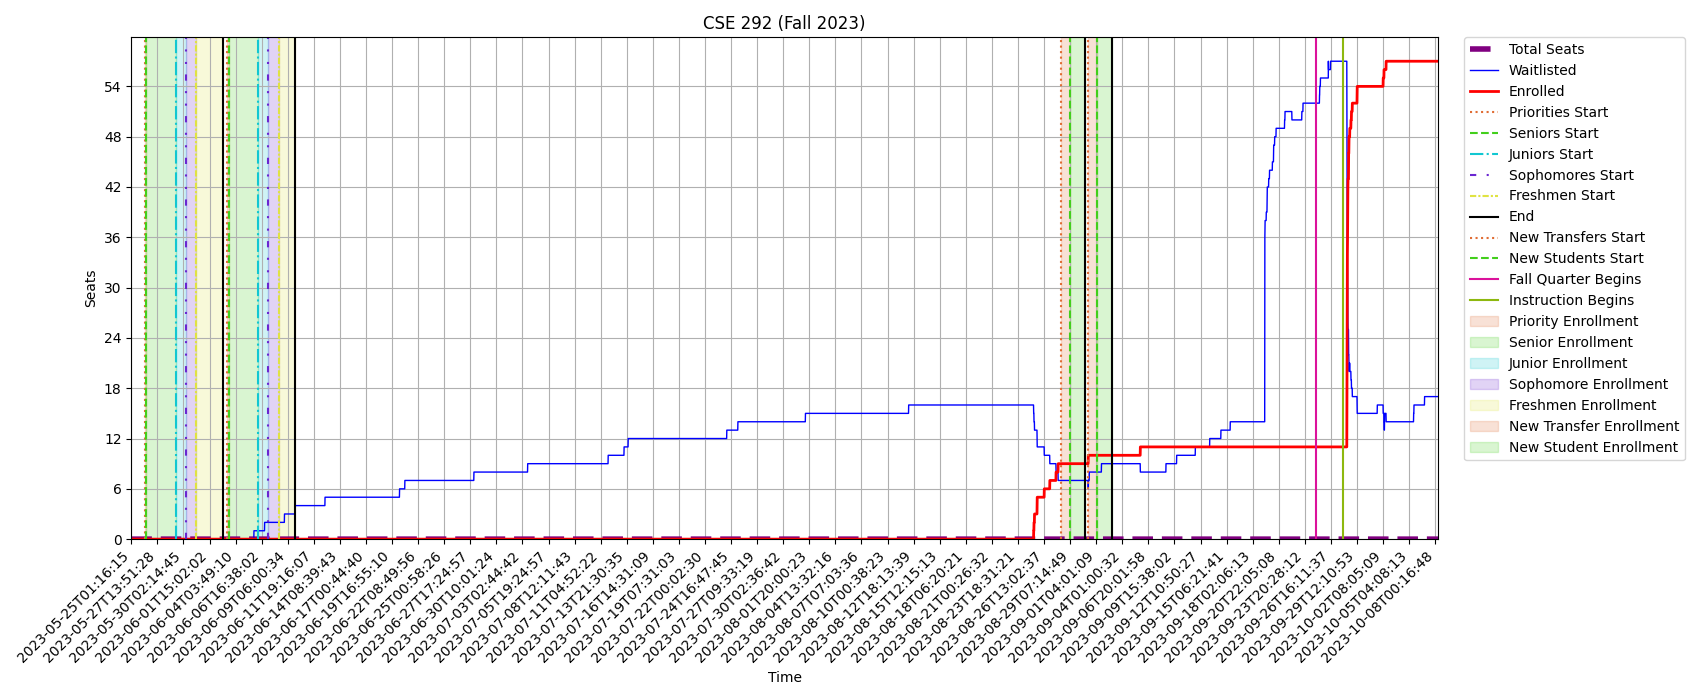 CSE 292 (Fall 2023)
Seats
54
48
42
36
30
24
18
12
6
0
2023-05-25T01:16:15
2023-05-27T13:51:28
2023-05-30T02:14:45
2023-06-01T15:02:02
2023-06-04T03:49:10
2023-06-06T16:38:02
2023-06-09T06:00:34
2023-06-11T19:16:07
2023-06-14T08:39:43
2023-06-17T00:44:40
2023-06-19T16:55:10
2023-06-22T08:49:56
2023-06-25T00:58:26
2023-06-27T17:24:57
2023-06-30T10:01:24
2023-07-03T02:44:42
2023-07-05T19:24:57
2023-07-08T12:11:43
2023-07-11T04:52:22
2023-07-13T21:30:35
2023-07-16T14:31:09
2023-07-19T07:31:03
2023-07-22T00:02:30
2023-07-24T16:47:45
2023-07-27T09:33:19
2023-07-30T02:36:42
2023-08-01T20:00:23
2023-08-04T13:32:16
2023-08-07T07:03:36
2023-08-10T00:38:23
2023-08-12T18:13:39
2023-08-15T12:15:13
2023-08-18T06:20:21
2023-08-21T00:26:32
2023-08-23T18:31:21
2023-08-26T13:02:37
2023-08-29T07:14:49
2023-09-01T04:01:09
2023-09-04T01:00:32
2023-09-06T20:01:58
2023-09-09T15:38:02
2023-09-12T10:50:27
2023-09-15T06:21:41
2023-09-18T02:06:13
2023-09-20T22:05:08
2023-09-23T20:28:12
2023-09-26T16:11:37
2023-09-29T12:10:53
2023-10-02T08:05:09
2023-10-05T04:08:13
2023-10-08T00:16:48
Time
Total Seats
Waitlisted
Enrolled
Priorities Start
Seniors Start
Juniors Start
Sophomores Start
Freshmen Start
End
New Transfers Start
New Students Start
Fall Quarter Begins
Instruction Begins
Priority Enrollment
Senior Enrollment
Junior Enrollment
Sophomore Enrollment
Freshmen Enrollment
New Transfer Enrollment
New Student Enrollment